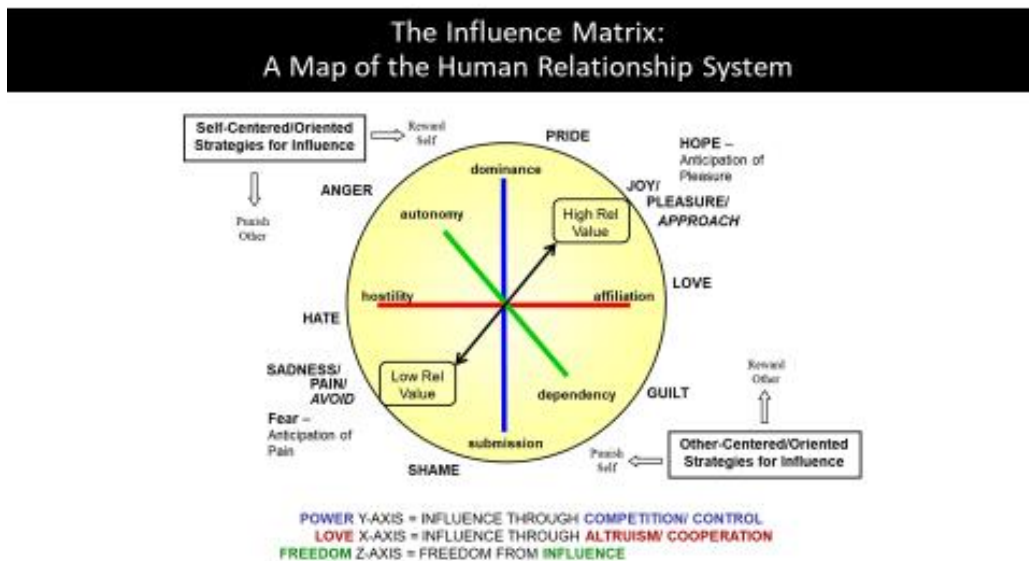 The Influence Matrix:
A Map of the Human Relationship System
Self-Centered/Oriented
Strategies for Influence
Reward
Self
Punish
Other
PRIDE
HOPE –
Anticipation of
Pleasure
ANGER
dominance
JOY/
PLEASURE/
APPROACH
autonomy
High Rel
Value
LOVE
hostility
affiliation
HATE
SADNESS/
PAIN/
AVOID
Low Rel
Value
dependency
GUILT
Reward
Other
Fear –
Anticipation of
Pain
submission
SHAME
Punish
Self
Other-Centered/Oriented
Strategies for Influence
POWER Y-AXIS = INFLUENCE THROUGH COMPETITION/ CONTROL
LOVE X-AXIS = INFLUENCE THROUGH ALTRUISM/ COOPERATION
FREEDOM Z-AXIS = FREEDOM FROM INFLUENCE